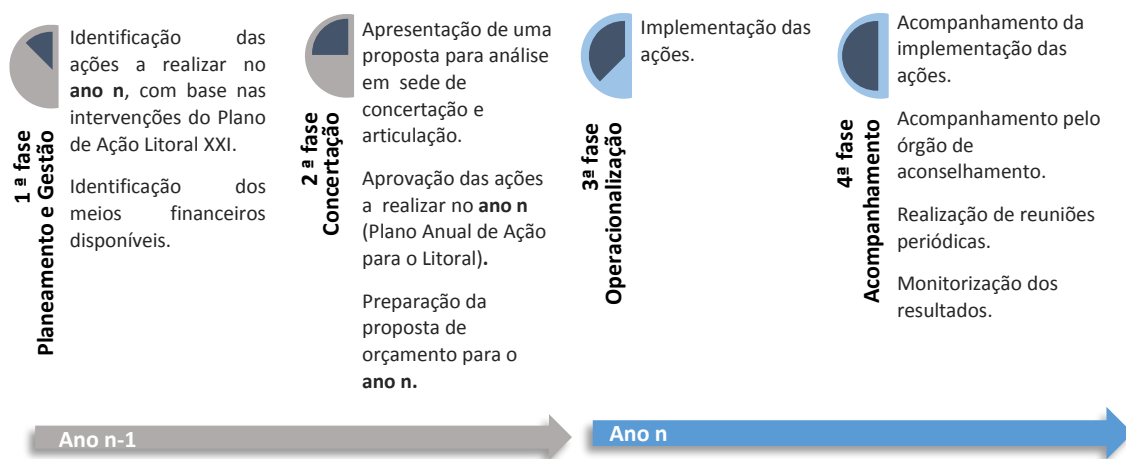 1 ª fase
Planeamento e Gestão
Identificação das
ações a realizar no
ano n, com base nas
intervenções do Plano
de Ação Litoral XXI.
Identificação dos
meios financeiros
disponíveis.
2 ª fase
Concertação
Apresentação de uma
proposta para análise
em sede de
concertação e
articulação.
Aprovação das ações
a realizar no ano n
(Plano Anual de Ação
para o Litoral).
Preparação da
proposta de
orçamento para o
ano n.
3ª fase
Operacionalização
Implementação das
ações.
4ª fase
Acompanhamento
Acompanhamento da
implementação das
ações.
Acompanhamento pelo
órgão de
aconselhamento.
Realização de reuniões
periódicas.
Monitorização dos
resultados.
Ano n-1
Ano n